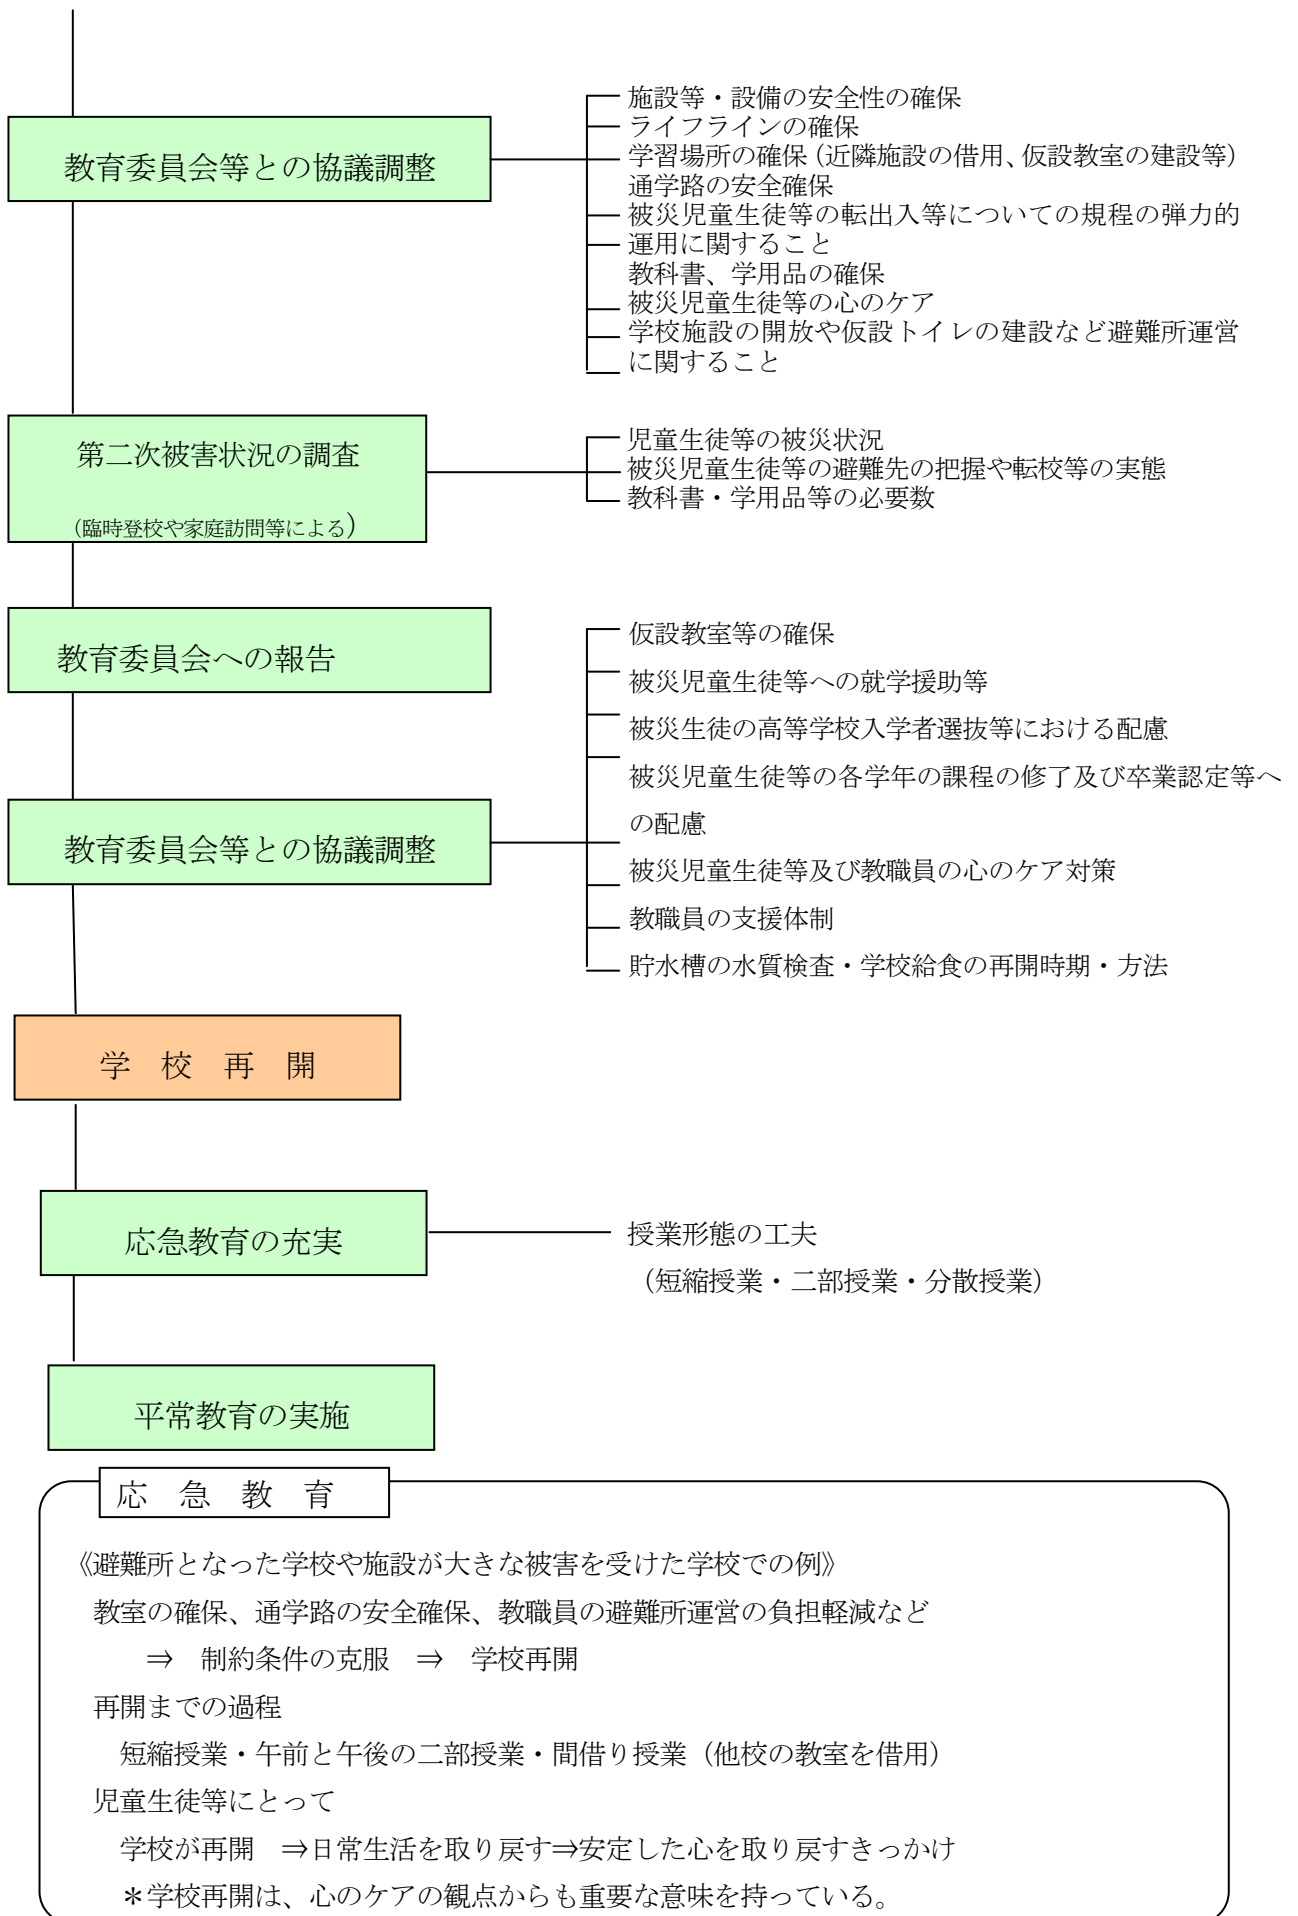 教育委員会等との協議調整
施設等・設備の安全性の確保
ライフラインの確保
学習場所の確保（近隣施設の借用、仮設教室の建設等）
通学路の安全確保
被災児童生徒等の転出入等についての規程の弾力的
運用に関すること
教科書、学用品の確保
被災児童生徒等の心のケア
学校施設の開放や仮設トイレの建設など避難所運営
に関すること
第二次被害状況の調査
（臨時登校や家庭訪問等による）
児童生徒等の被災状況
被災児童生徒等の避難先の把握や転校等の実態
教科書・学用品等の必要数
教育委員会への報告
教育委員会等との協議調整
仮設教室等の確保
被災児童生徒等への就学援助等
被災生徒の高等学校入学者選抜等における配慮
被災児童生徒等の各学年の課程の修了及び卒業認定等へ
の配慮
被災児童生徒等及び教職員の心のケア対策
教職員の支援体制
貯水槽の水質検査・学校給食の再開時期・方法
学　校　再　開
応急教育の充実
授業形態の工夫
（短縮授業・二部授業・分散授業）
平常教育の実施
応　急　教　育
《避難所となった学校や施設が大きな被害を受けた学校での例》
教室の確保、通学路の安全確保、教職員の避難所運営の負担軽減など
⇒　制約条件の克服　⇒　学校再開
再開までの過程
短縮授業・午前と午後の二部授業・間借り授業（他校の教室を借用）
児童生徒等にとって
学校が再開　⇒日常生活を取り戻す⇒安定した心を取り戻すきっかけ
＊学校再開は、心のケアの観点からも重要な意味を持っている。